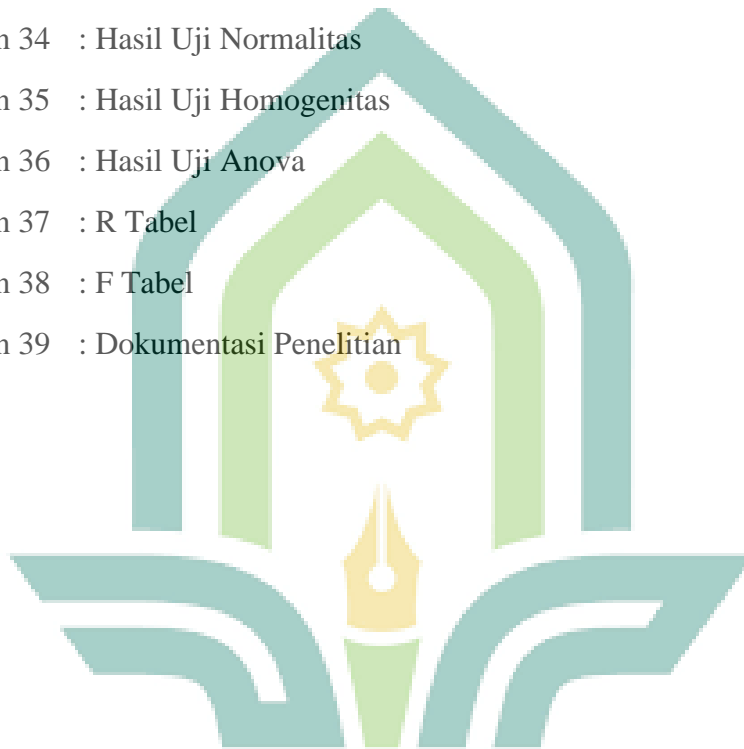 n 34 : Hasil Uji Normalitas
n 35 : Hasil Uji Homogenitas
n 36 : Hasil Uji Anova
n 37 : R Tabel
n 38 : F Tabel
n 39 : Dokumentasi Penelitian